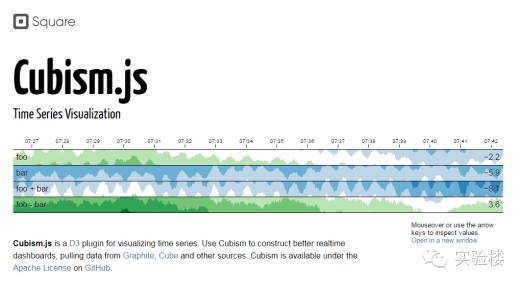 Square
Cubism.js
Time Series Visualization
07:27 07:28 07:29 07:30 07:31 07:32 07:33 07:34 07:35 07:36 07:37 07:38 07:39 07:40 07:41 07:42
foo −2.2
bar −5.9
foo + bar −8.1
foo - bar 3.6
Mouseover or use the arrow
keys to inspect values.
Open in a new window.
Cubism.js is a D3 plugin for visualizing time series. Use Cubism to construct better realtime
dashboards, pulling data from Graphite, Cube and other sources. Cubism is available under the
Apache License on GitHub.
实验楼